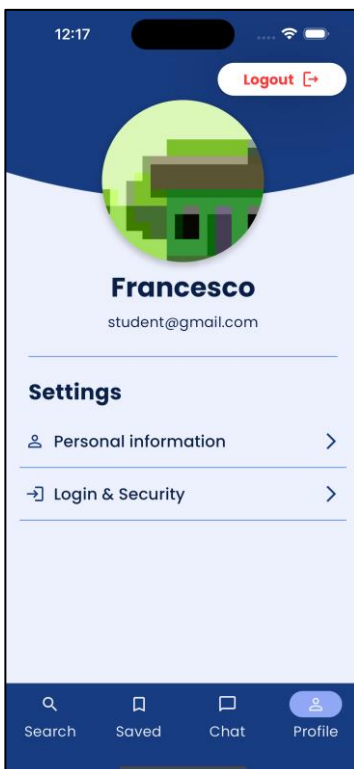 12:17
Logout
Francesco
student@gmail.com
Settings
Personal information
Login & Security
Search Saved Chat Profile